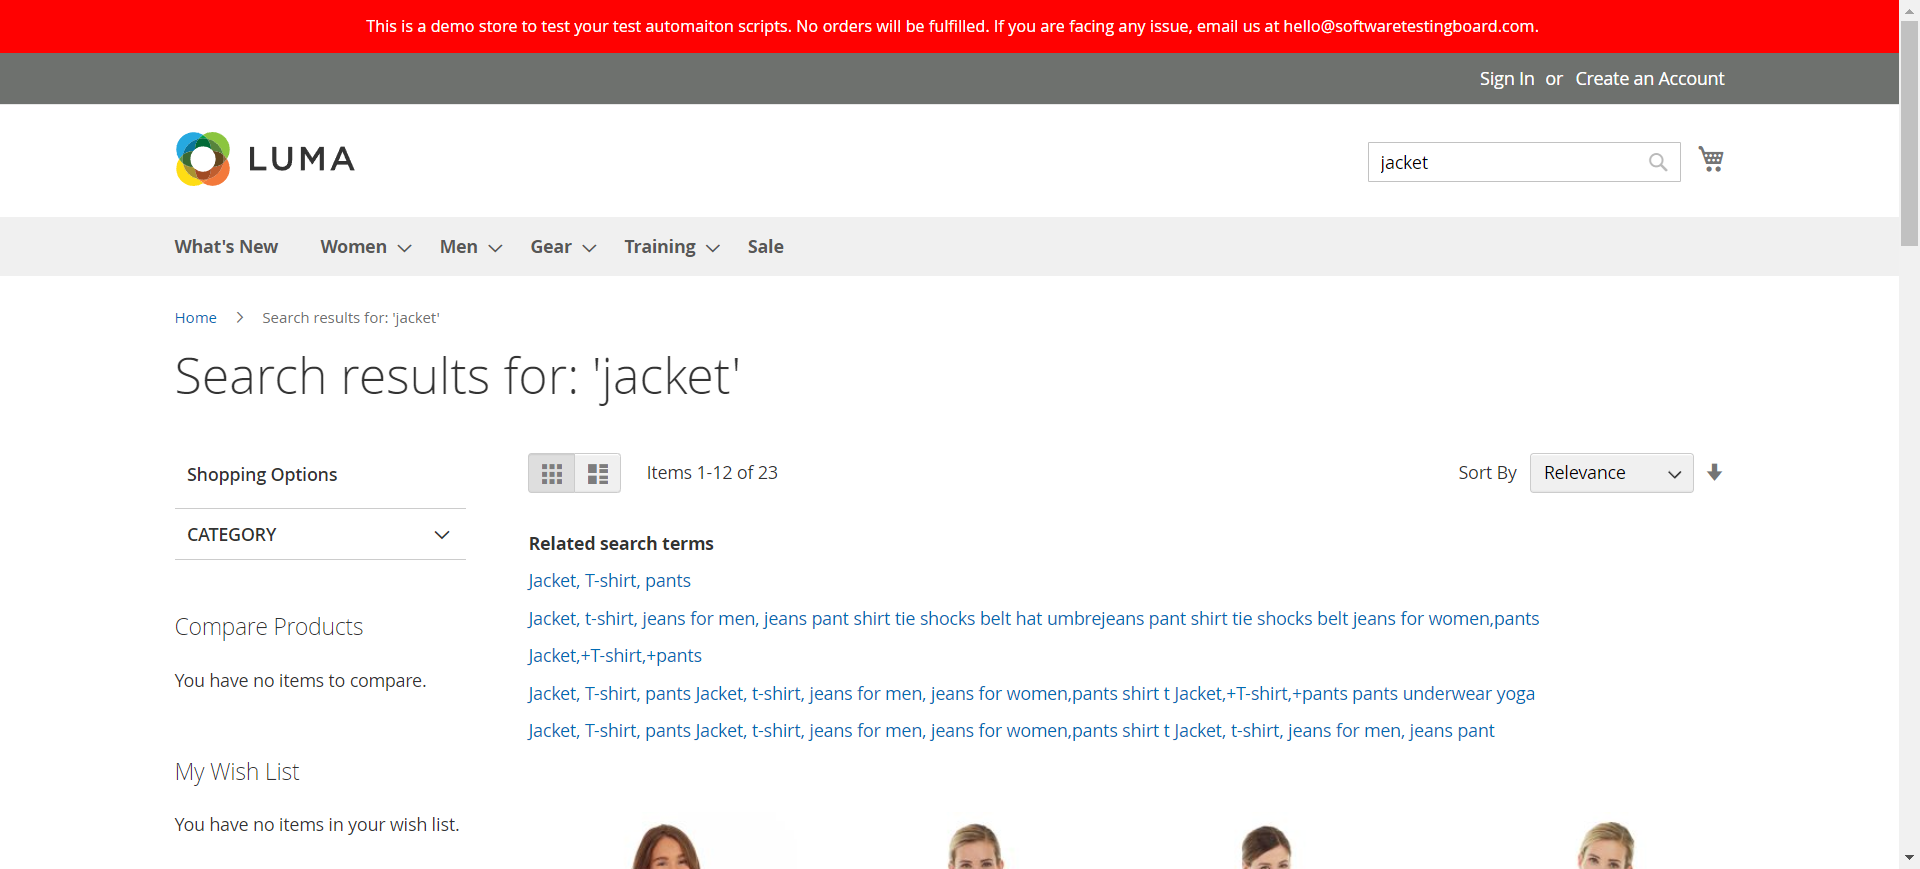 This is a demo store to test your test automaiton scripts. No orders will be fulfilled. If you are facing any issue, email us at hello@softwaretestingboard.com.
Sign In or Create an Account
LUMA
jacket
What's New Women Men Gear Training Sale
Home Search results for: 'jacket'
Search results for: 'jacket'
Shopping Options
CATEGORY
Compare Products
You have no items to compare.
My Wish List
You have no items in your wish list.
Items 1-12 of 23
Sort By Relevance
Related search terms
Jacket, T-shirt, pants
Jacket, t-shirt, jeans for men, jeans pant shirt tie shocks belt hat umbrejeans pant shirt tie shocks belt jeans for women,pants
Jacket,+T-shirt,+pants
Jacket, T-shirt, pants Jacket, t-shirt, jeans for men, jeans for women,pants shirt t Jacket,+T-shirt,+pants pants underwear yoga
Jacket, T-shirt, pants Jacket, t-shirt, jeans for men, jeans for women,pants shirt t Jacket, t-shirt, jeans for men, jeans pant